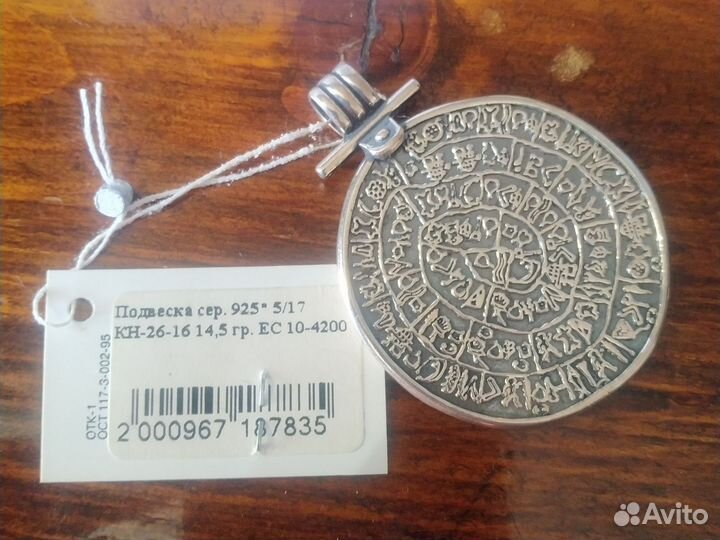 Подвеска сер. 925* 5/17
КН-26-16 14,5 гр. ЕС 10-4200
2 000967 187835
ОТК-1
ОСТ 117-3-002-95
Avito